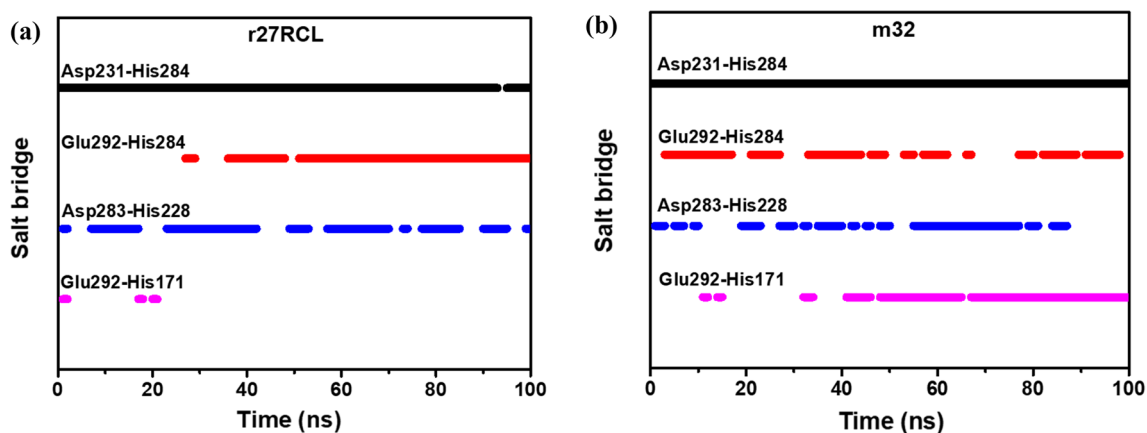 (a)
r27RCL
Asp231-His284
Glu292-His284
Asp283-His228
Glu292-His171
Salt bridge
0 20 40 60 80 100
Time (ns)
(b)
m32
Asp231-His284
Glu292-His284
Asp283-His228
Glu292-His171
Salt bridge
0 20 40 60 80 100
Time (ns)